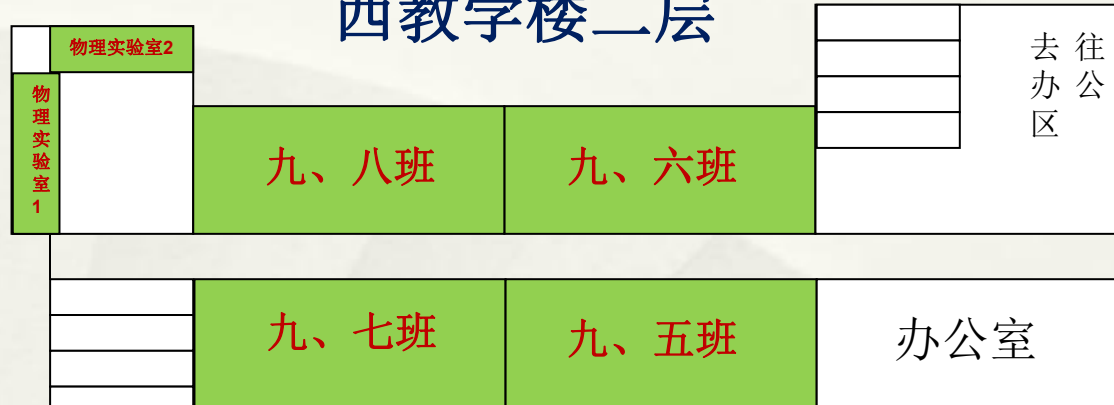 西教学楼二层
物理实验室2
物理实验室1
九、八班
九、六班
去往
办公
区
九、七班
九、五班
办公室